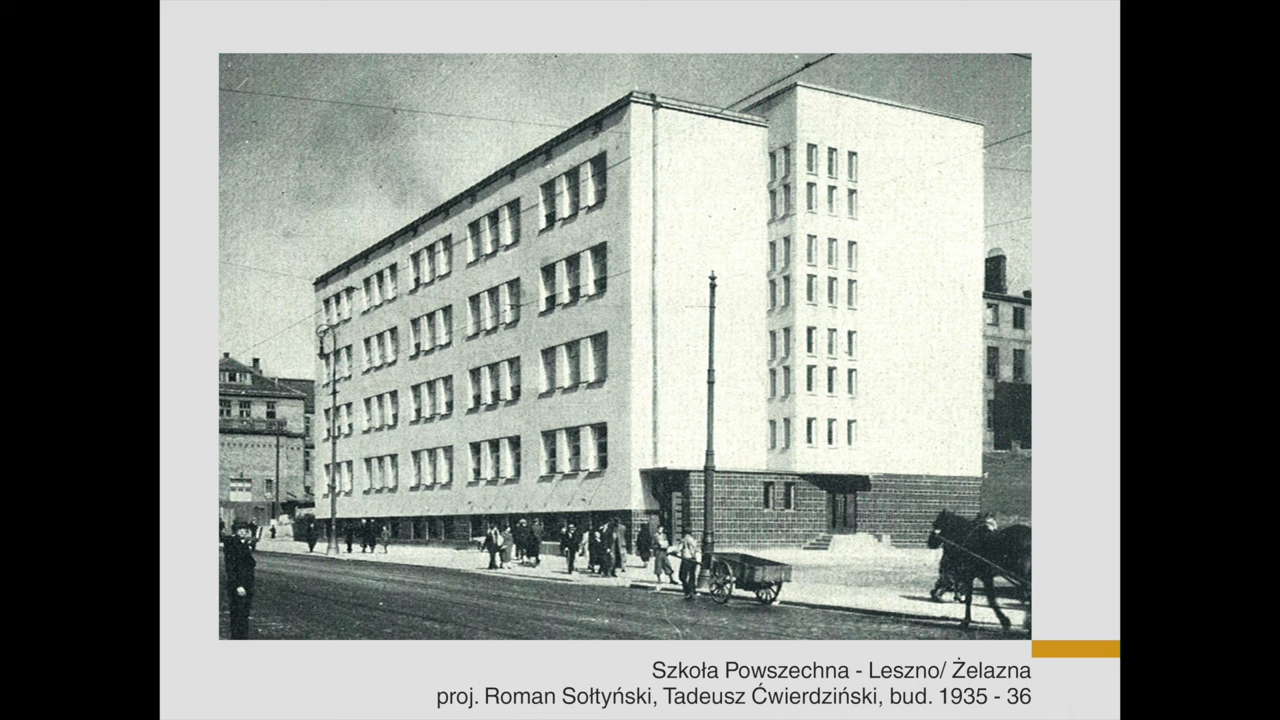 Szkoła Powszechna - Leszno/ Żelazna
proj. Roman Sołtyński, Tadeusz Ćwierdziński, bud. 1935 - 36